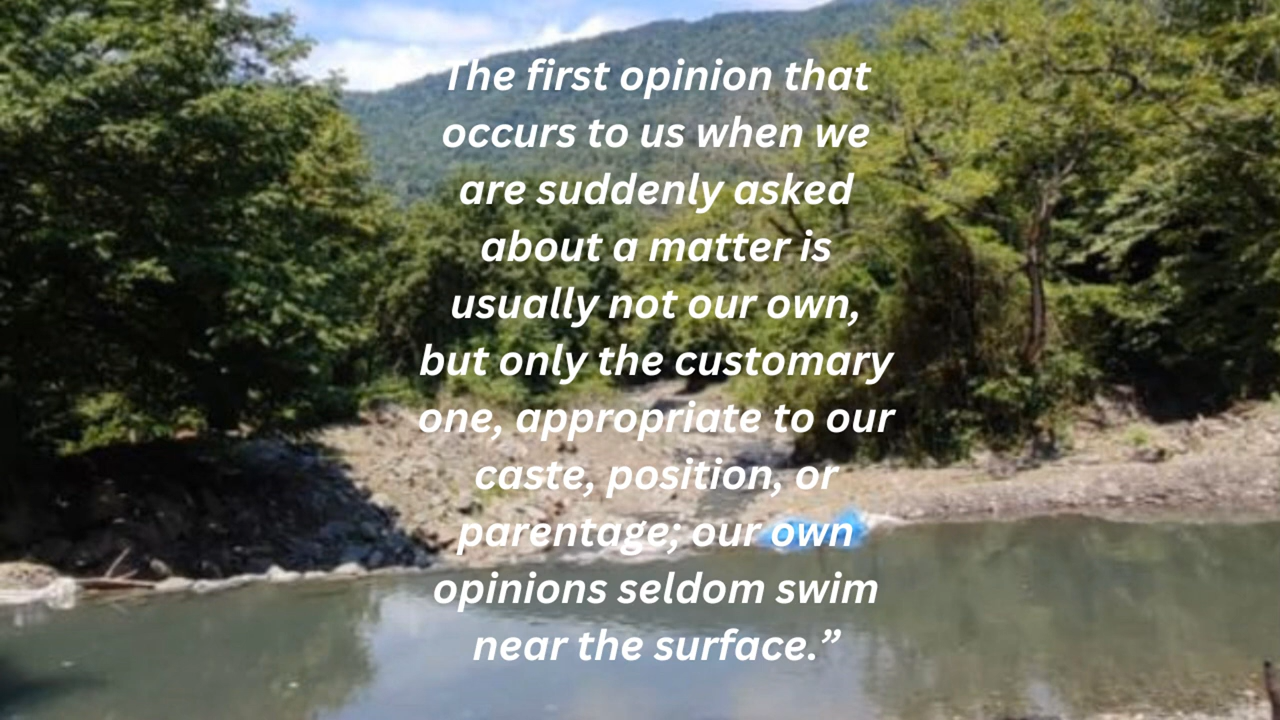 The first opinion that
occurs to us when we
are suddenly asked
about a matter is
usually not our own,
but only the customary
one, appropriate to our
caste, position, or
parentage; our own
opinions seldom swim
near the surface.”